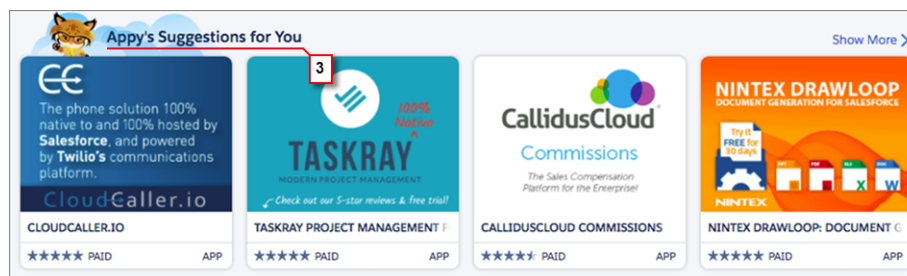 Appy's Suggestions for You
Show More
3
The phone solution 100%
native to and 100% hosted by
Salesforce, and powered
by Twilio's communications
platform.
CloudCaller.io
CLOUDCALLER.IO
PAID APP
100%
Native
TASKRAY
MODERN PROJECT MANAGEMENT
Check out our 5-star reviews & free trial!
TASKRAY PROJECT MANAGEMENT F
PAID APP
CallidusCloud
Commissions
The Sales Compensation
Platform for the Enerprise!
CALLIDUSCLOUD COMMISSIONS
PAID APP
NINTEX DRAWLOOP
DOCUMENT GENERATION FOR SALESFORCE
Try it
FREE for
30 days
PDF
X
W
NINTEX
NINTEX DRAWLOOP: DOCUMENT G
PAID APP